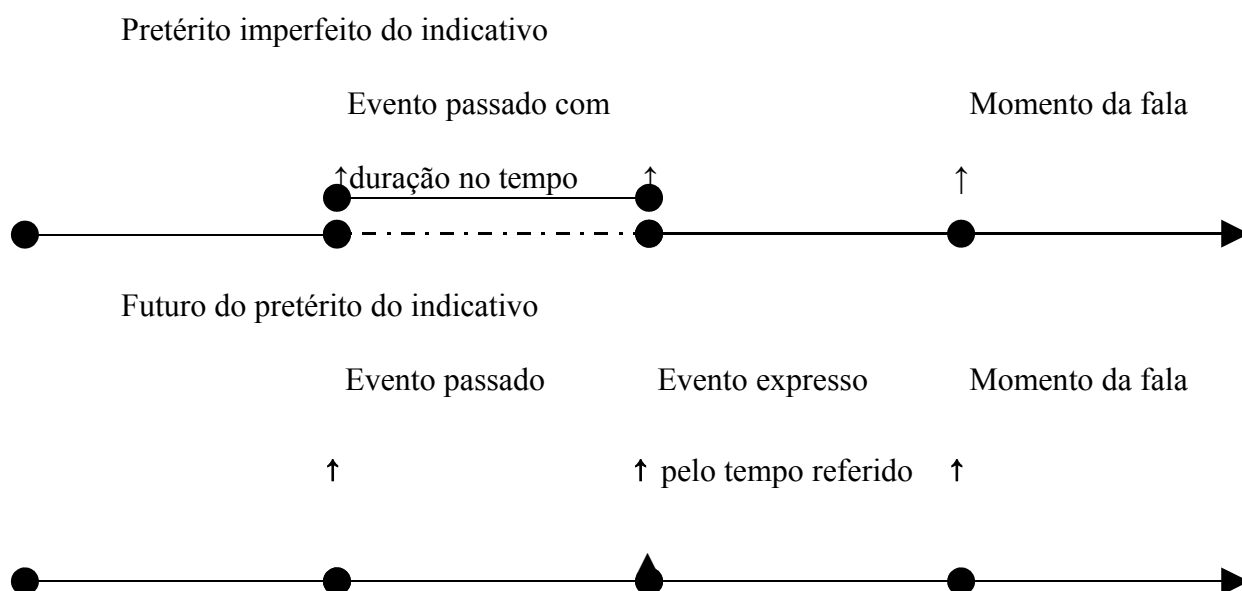 Pretérito imperfeito do indicativo
Evento passado com Momento da fala
↑duração no tempo ↑ ↑
Futuro do pretérito do indicativo
Evento passado Evento expresso Momento da fala
↑ ↑ pelo tempo referido ↑